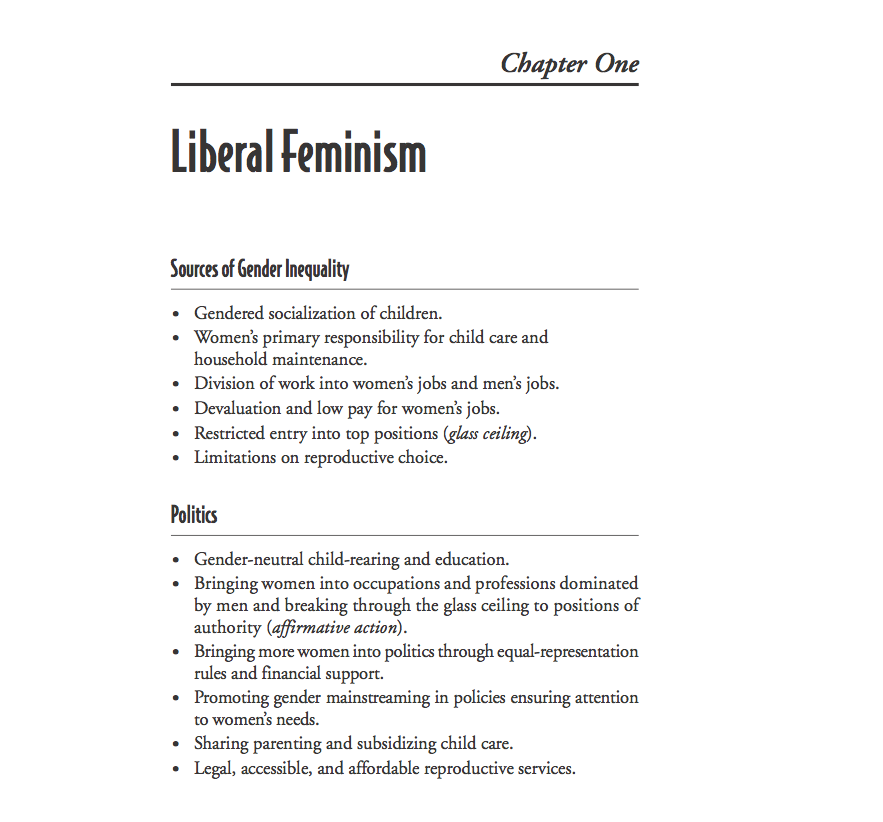 Chapter One
Liberal Feminism
Sources of Gender Inequality
• Gendered socialization of children.
• Women’s primary responsibility for child care and
household maintenance.
• Division of work into women’s jobs and men’s jobs.
• Devaluation and low pay for women’s jobs.
• Restricted entry into top positions (glass ceiling).
• Limitations on reproductive choice.
Politics
• Gender-neutral child-rearing and education.
• Bringing women into occupations and professions dominated
by men and breaking through the glass ceiling to positions of
authority (affirmative action).
• Bringing more women into politics through equal-representation
rules and financial support.
• Promoting gender mainstreaming in policies ensuring attention
to women’s needs.
• Sharing parenting and subsidizing child care.
• Legal, accessible, and affordable reproductive services.